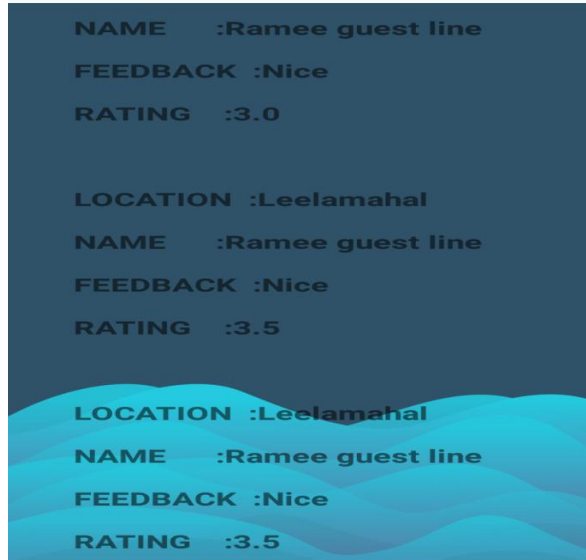 NAME :Ramee guest line
FEEDBACK :Nice
RATING :3.0
LOCATION :Leelamahal
NAME :Ramee guest line
FEEDBACK :Nice
RATING :3.5
LOCATION :Leelamahal
NAME :Ramee guest line
FEEDBACK :Nice
RATING :3.5